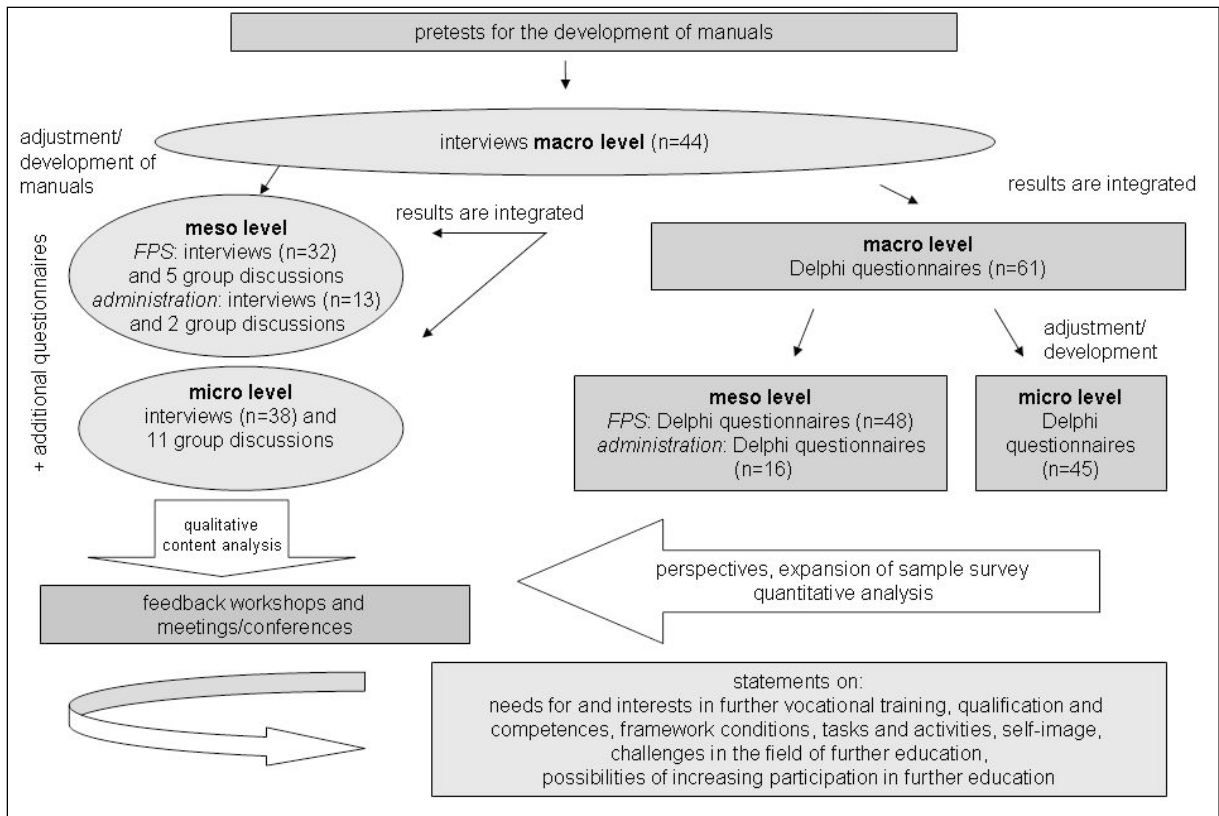 pretests for the development of manuals
interviews macro level (n=44)
adjustment/
development of
manuals
results are integrated
results are integrated
+ additional questionnaires
meso level
FPS: interviews (n=32)
and 5 group discussions
administration: interviews (n=13)
and 2 group discussions
macro level
Delphi questionnaires (n=61)
adjustment/
development
micro level
interviews (n=38) and
11 group discussions
meso level
FPS: Delphi questionnaires (n=48)
administration: Delphi questionnaires
(n=16)
micro level
Delphi
questionnaires
(n=45)
qualitative
content analysis
perspectives, expansion of sample survey
quantitative analysis
feedback workshops and
meetings/conferences
statements on:
needs for and interests in further vocational training, qualification and
competences, framework conditions, tasks and activities, self-image,
challenges in the field of further education,
possibilities of increasing participation in further education